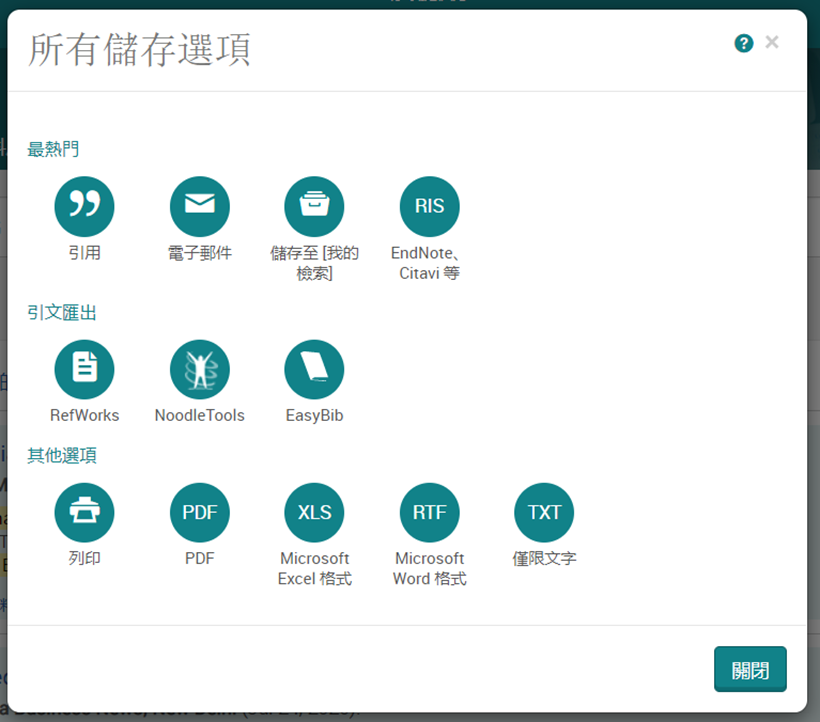 所有儲存選項
?
×
最熱門
引用
電子郵件
儲存至 [我的
檢索]
RIS
EndNote、
Citavi 等
引文匯出
RefWorks
NoodleTools
EasyBib
其他選項
列印
PDF
PDF
XLS
Microsoft
Excel 格式
RTF
Microsoft
Word 格式
TXT
僅限文字
關閉